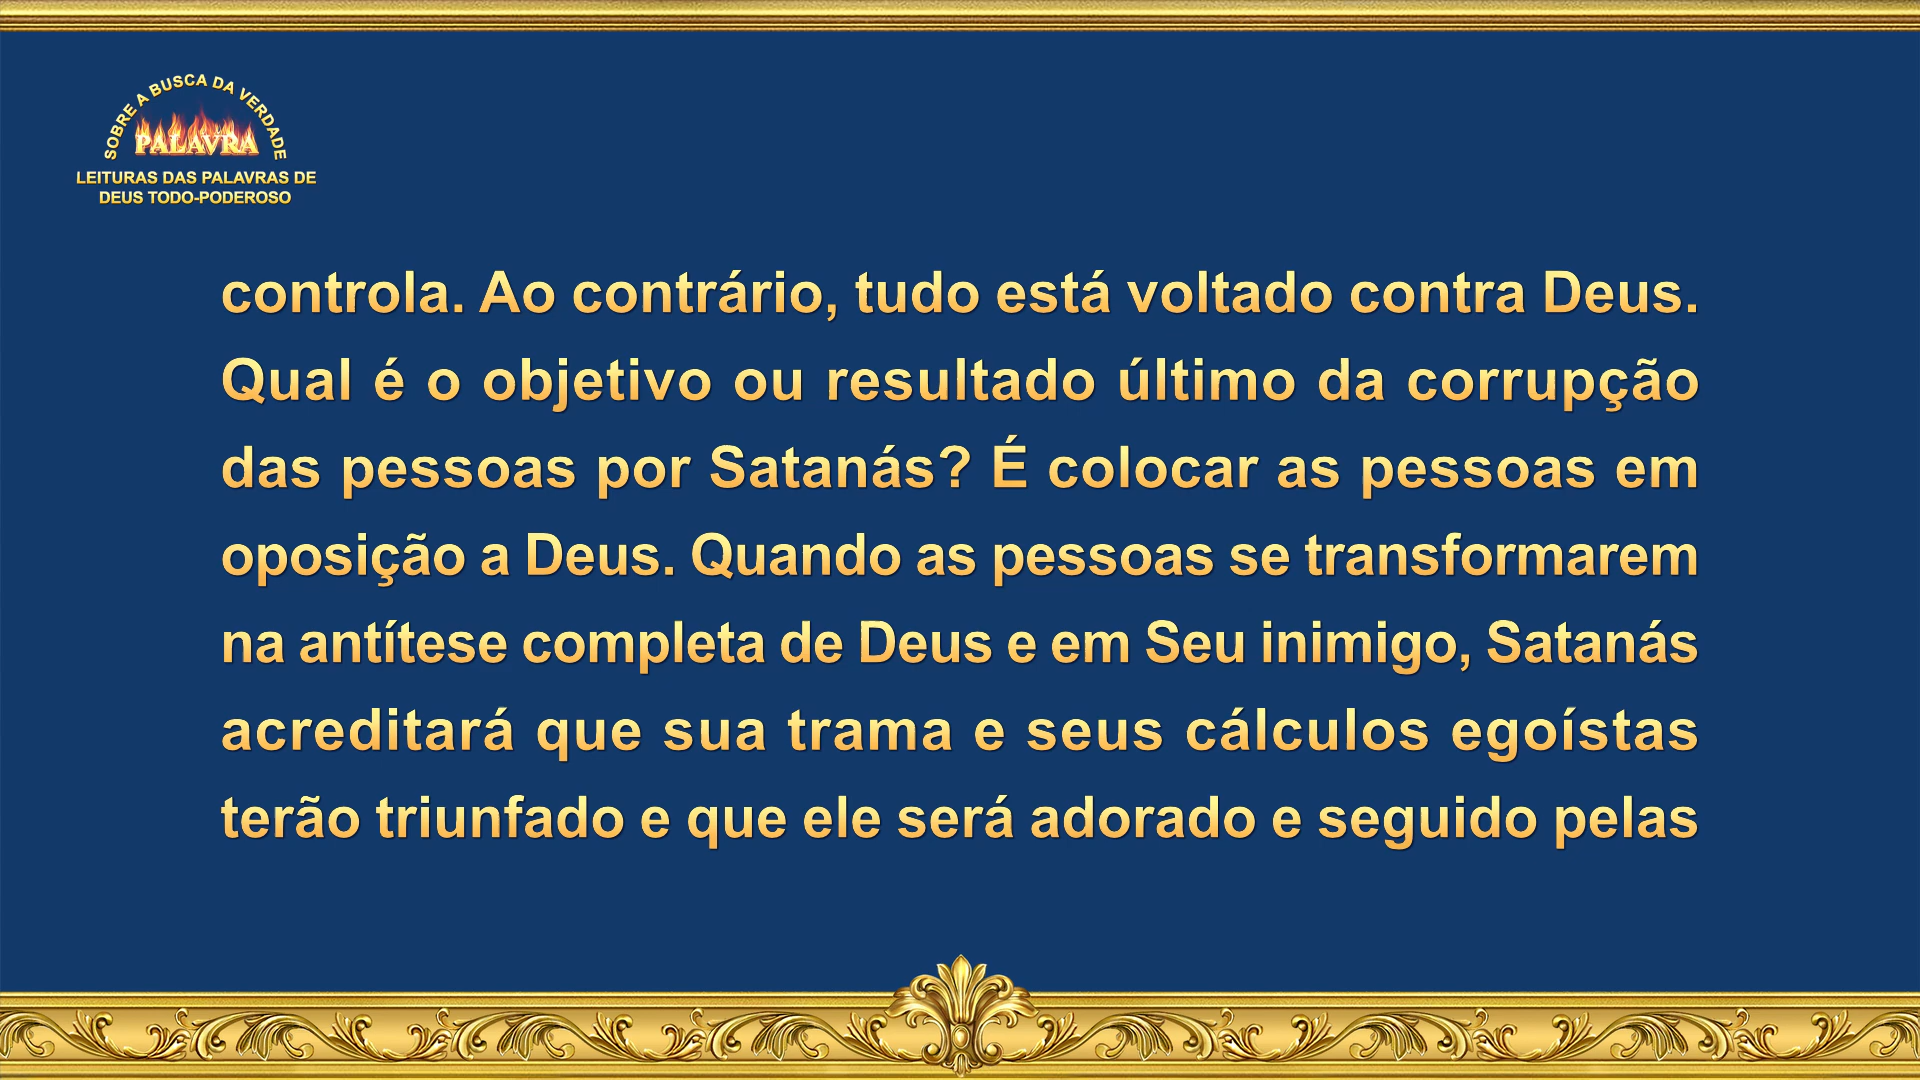 SOBRE A BUSCA DA VERDADE
PALAVRA
LEITURAS DAS PALAVRAS DE
DEUS TODO-PODEROSO
controla. Ao contrário, tudo está voltado contra Deus.
Qual é o objetivo ou resultado último da corrupção
das pessoas por Satanás? É colocar as pessoas em
oposição a Deus. Quando as pessoas se transformarem
na antítese completa de Deus e em Seu inimigo, Satanás
acreditará que sua trama e seus cálculos egoístas
terão triunfado e que ele será adorado e seguido pelas